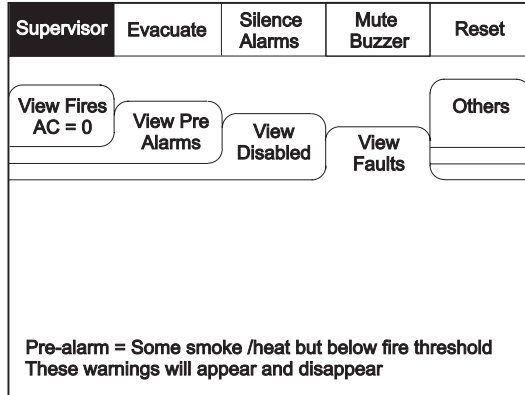 Supervisor
Evacuate
Silence
Alarms
Mute
Buzzer
Reset
View Fires
AC = 0
View Pre
Alarms
View
Disabled
View
Faults
Others
Pre-alarm = Some smoke /heat but below fire threshold
These warnings will appear and disappear